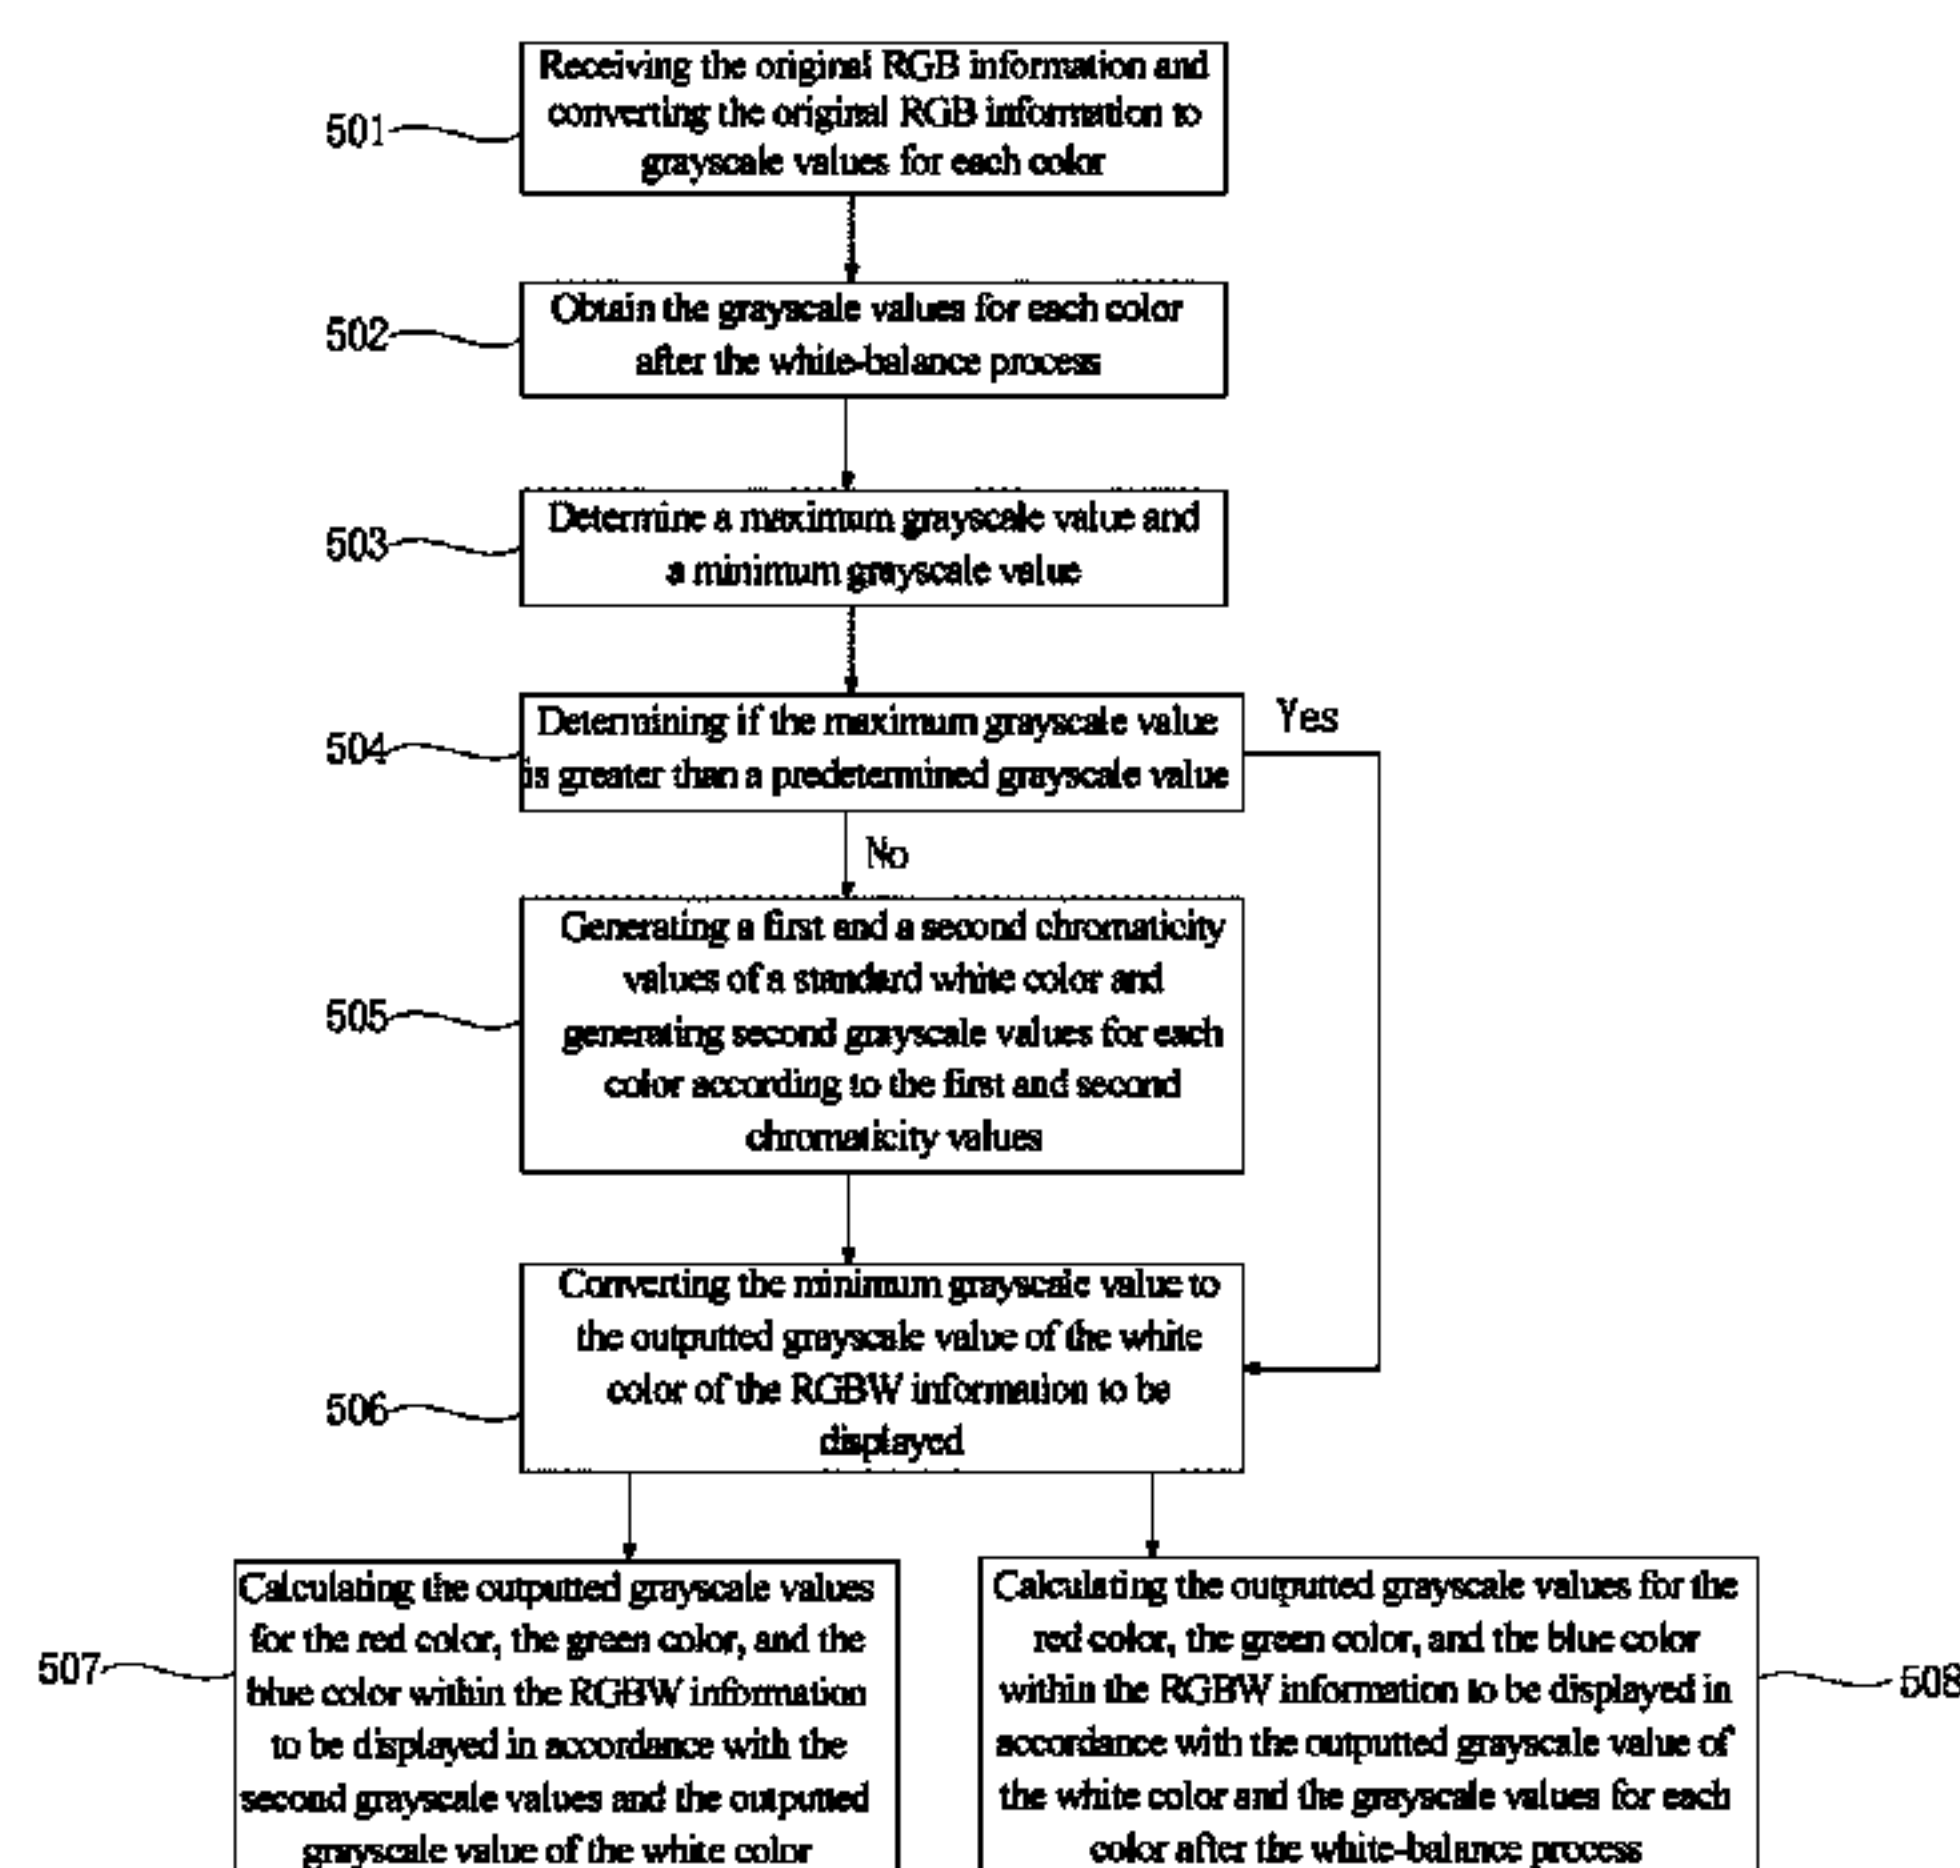 Receiving the original RGB information and
converting the original RGB information to
grayscale values for each color
501
Obtain the grayscale values for each color
after the white-balance process
502
Determine a maximum grayscale value and
a minimum grayscale value
503
Determining if the maximum grayscale value
is greater than a predetermined grayscale value
504
Yes
No
Generating a first and a second chromaticity
values of a standard white color and
generating second grayscale values for each
color according to the first and second
chromaticity values
505
Converting the minimum grayscale value to
the outputted grayscale value of the white
color of the RGBW information to be
displayed
506
Calculating the outputted grayscale values
for the red color, the green color, and the
blue color within the RGBW information
to be displayed in accordance with the
second grayscale values and the outputted
grayscale value of the white color
507
Calculating the outputted grayscale values for the
red color, the green color, and the blue color
within the RGBW information to be displayed in
accordance with the outputted grayscale value of
the white color and the grayscale values for each
color after the white-balance process
508